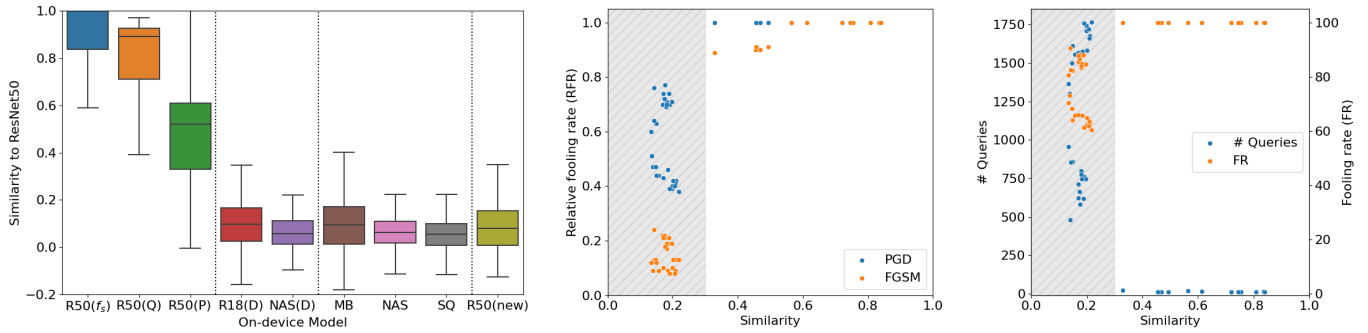 Similarity to ResNet50
1.0
0.8
0.6
0.4
0.2
0.0
−0.2
R50(fs) R50(Q) R50(P) R18(D) NAS(D) MB NAS SQ R50(new)
On-device Model
Relative fooling rate (RFR)
1.0
0.8
0.6
0.4
0.2
0.0
PGD
FGSM
0.0 0.2 0.4 0.6 0.8 1.0
Similarity
# Queries
1750
1500
1250
1000
750
500
250
0
# Queries
FR
0.0 0.2 0.4 0.6 0.8 1.0
Similarity
100
80
60
40
20
0
Fooling rate (FR)